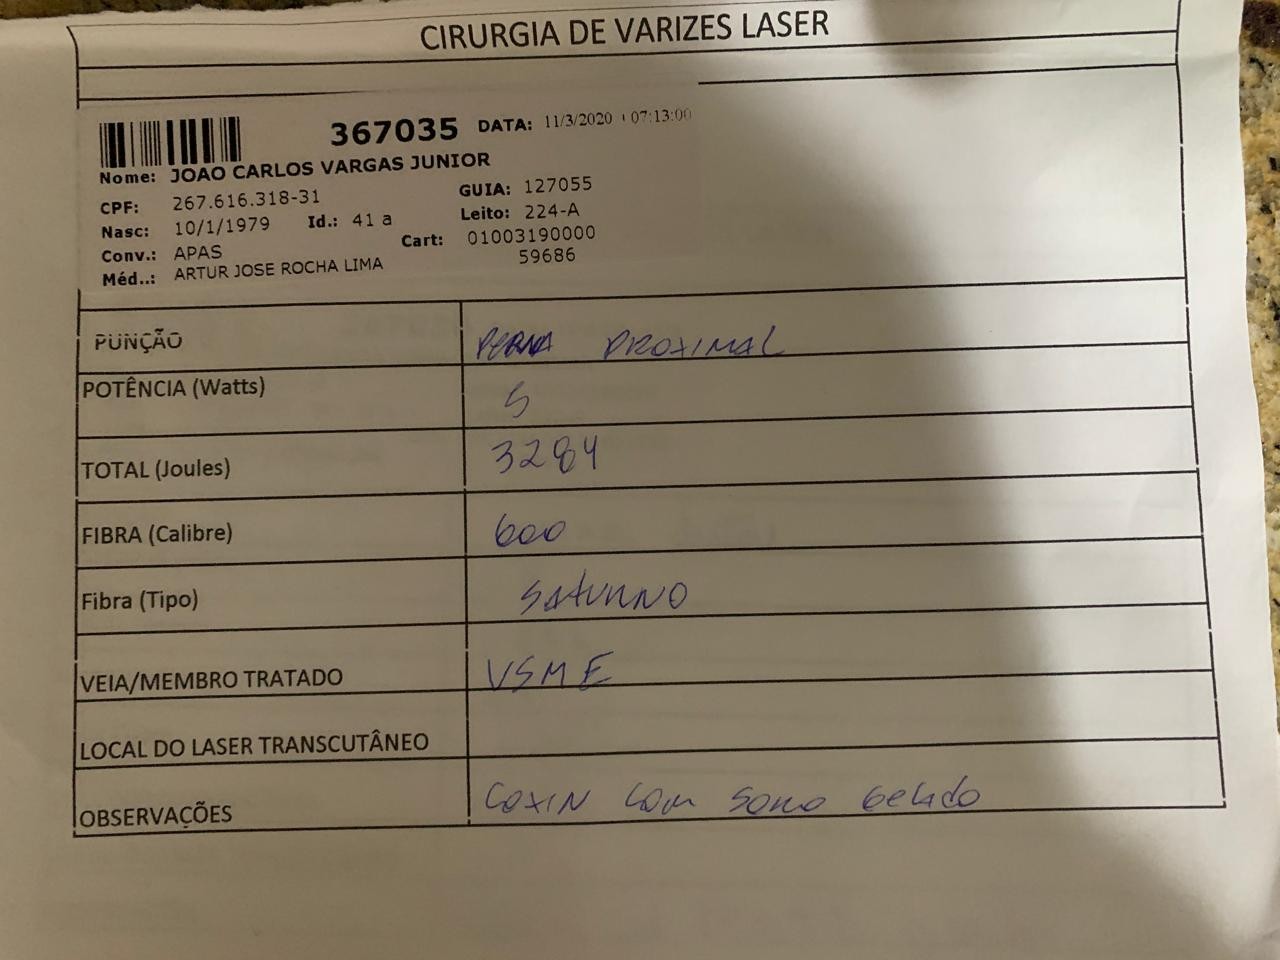 CIRURGIA DE VARIZES LASER
367035 DATA: 11/3/2020 07:13:00
Nome: JOAO CARLOS VARGAS JUNIOR
CPF: 267.616.318-31 GUIA: 127055
Nasc: 10/1/1979 Id.: 41 a Leito: 224-A
Conv.: APAS Cart: 01003190000
59686
Méd..: ARTUR JOSE ROCHA LIMA
PUNÇÃO PERNA PROXIMAL
POTÊNCIA (Watts) 5
TOTAL (Joules) 3284
FIBRA (Calibre) 600
Fibra (Tipo) SATURNO
VEIA/MEMBRO TRATADO VSM E
LOCAL DO LASER TRANSCUTÂNEO
OBSERVAÇÕES COXIN COM SORO GELADO